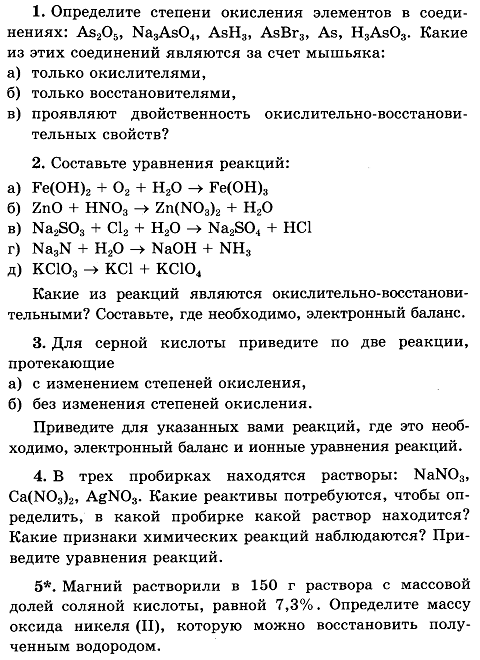 1. Определите степени окисления элементов в соеди-
нениях: As₂O₅, Na₃AsO₄, AsH₃, AsBr₃, As, H₃AsO₃. Какие
из этих соединений являются за счет мышьяка:
а) только окислителями,
б) только восстановителями,
в) проявляют двойственность окислительно-восстанови-
тельных свойств?
2. Составьте уравнения реакций:
а) Fe(OH)₂ + O₂ + H₂O → Fe(OH)₃
б) ZnO + HNO₃ → Zn(NO₃)₂ + H₂O
в) Na₂SO₃ + Cl₂ + H₂O → Na₂SO₄ + HCl
г) Na₃N + H₂O → NaOH + NH₃
д) KClO₃ → KCl + KClO₄
Какие из реакций являются окислительно-восстанови-
тельными? Составьте, где необходимо, электронный баланс.
3. Для серной кислоты приведите по две реакции,
протекающие
а) с изменением степеней окисления,
б) без изменения степеней окисления.
Приведите для указанных вами реакций, где это необ-
ходимо, электронный баланс и ионные уравнения реакций.
4. В трех пробирках находятся растворы: NaNO₃,
Ca(NO₃)₂, AgNO₃. Какие реактивы потребуются, чтобы оп-
ределить, в какой пробирке какой раствор находится?
Какие признаки химических реакций наблюдаются? При-
ведите уравнения реакций.
5*. Магний растворили в 150 г раствора с массовой
долей соляной кислоты, равной 7,3%. Определите массу
оксида никеля (II), которую можно восстановить полу-
ченным водородом.